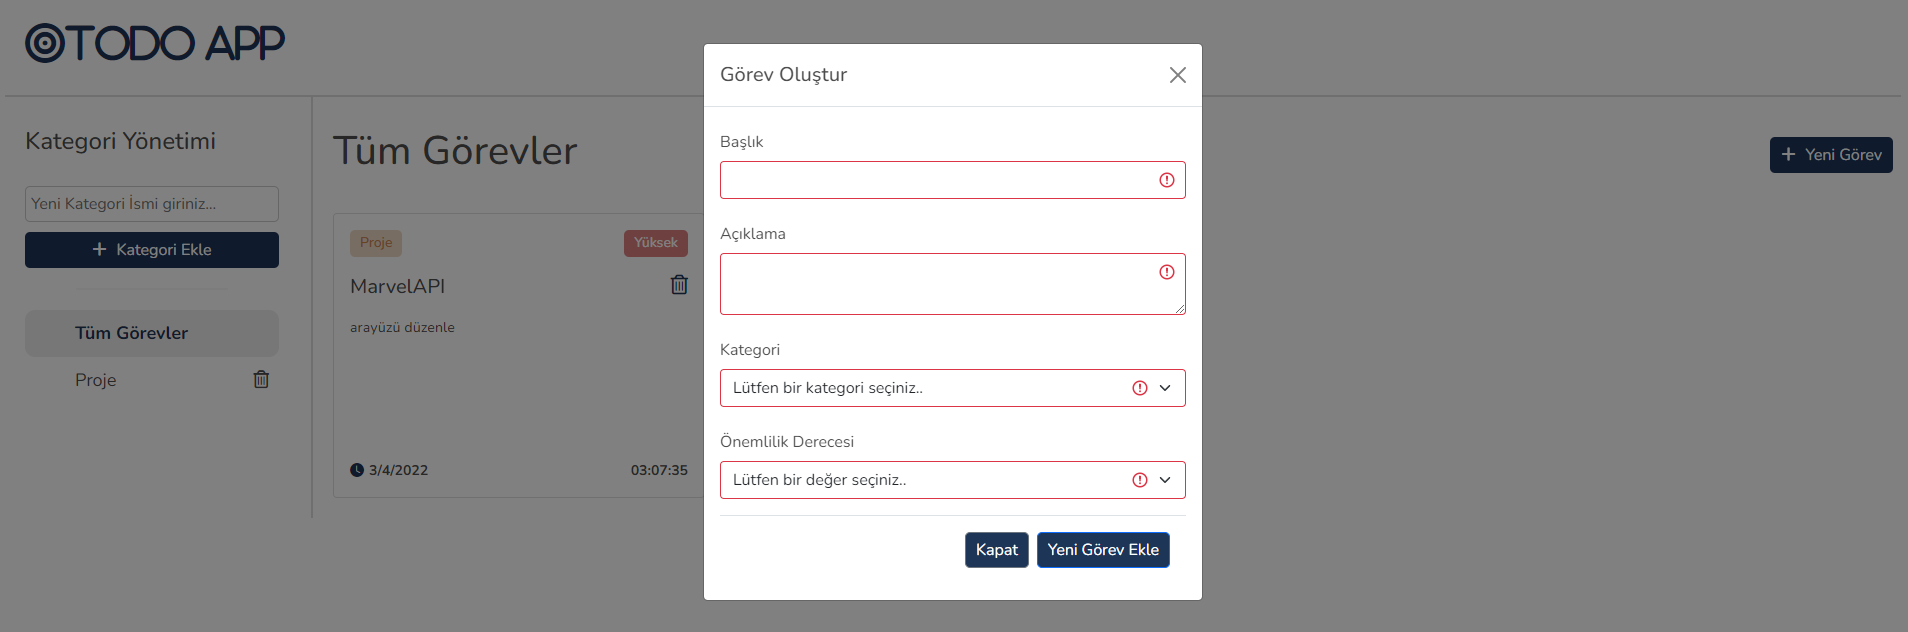 TODO APP
Kategori Yönetimi
Yeni Kategori İsmi giriniz...
+ Kategori Ekle
Tüm Görevler
Proje
Tüm Görevler
+ Yeni Görev
Proje
Yüksek
MarvelAPI
arayüzü düzenle
3/4/2022
03:07:35
Görev Oluştur
Başlık
Açıklama
Kategori
Lütfen bir kategori seçiniz..
Önemlilik Derecesi
Lütfen bir değer seçiniz..
Kapat
Yeni Görev Ekle